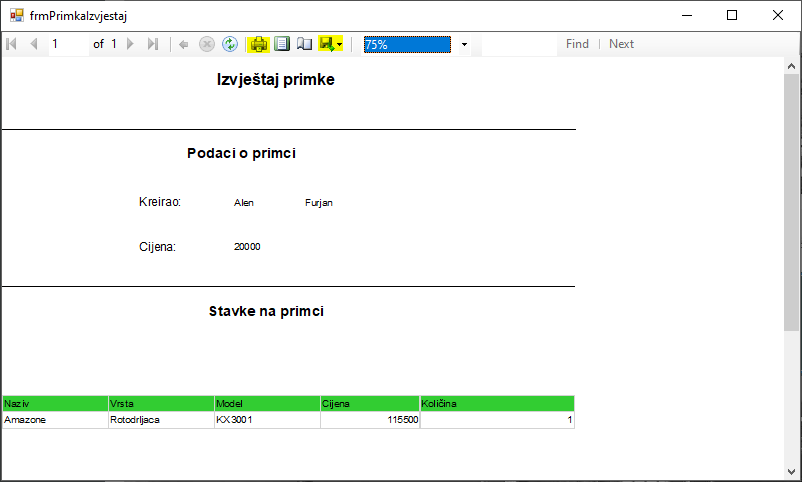 frmPrimkaIzvjestaj
1 of 1 75% Find | Next
Izvještaj primke
Podaci o primci
Kreirao: Alen Furjan
Cijena: 20000
Stavke na primci
Naziv Vrsta Model Cijena Količina
Amazone Rotodrljaca KX3001 115500 1